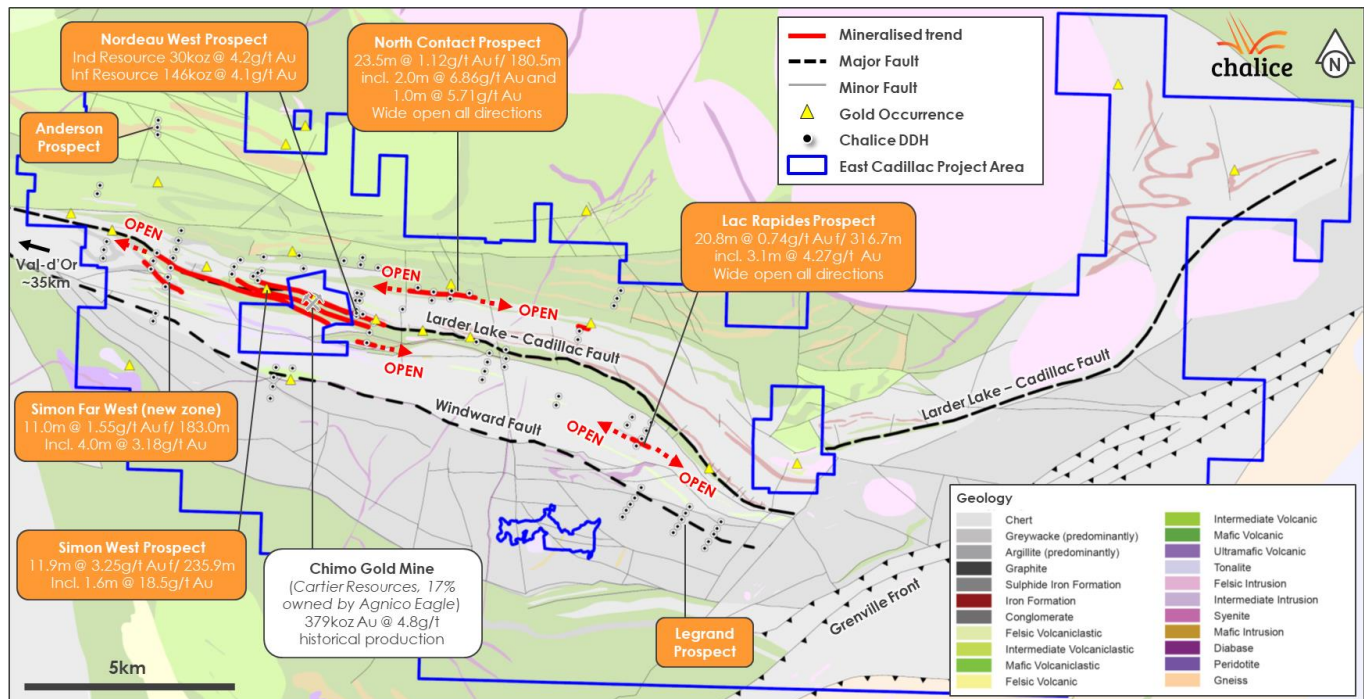 Nordeau West Prospect
Ind Resource 30koz @ 4.2g/t Au
Inf Resource 146koz @ 4.1g/t Au
North Contact Prospect
23.5m @ 1.12g/t Au f/ 180.5m
incl. 2.0m @ 6.86g/t Au and
1.0m @ 5.71g/t Au
Wide open all directions
Mineralised trend
Major Fault
Minor Fault
Gold Occurrence
Chalice DDH
East Cadillac Project Area
chalice
N
Anderson
Prospect
Lac Rapides Prospect
20.8m @ 0.74g/t Au f/ 316.7m
incl. 3.1m @ 4.27g/t Au
Wide open all directions
OPEN
Val-d'Or
~35km
OPEN
OPEN
Larder Lake – Cadillac Fault
OPEN
Larder Lake – Cadillac Fault
Windward Fault
OPEN
OPEN
Simon Far West (new zone)
11.0m @ 1.55g/t Au f/ 183.0m
Incl. 4.0m @ 3.18g/t Au
Simon West Prospect
11.9m @ 3.25g/t Au f/ 235.9m
Incl. 1.6m @ 18.5g/t Au
Chimo Gold Mine
(Cartier Resources, 17%
owned by Agnico Eagle)
379koz Au @ 4.8g/t
historical production
Legrand
Prospect
Grenville Front
5km
Geology
Chert
Greywacke (predominantly)
Argillite (predominantly)
Graphite
Sulphide Iron Formation
Iron Formation
Conglomerate
Felsic Volcaniclastic
Intermediate Volcaniclastic
Mafic Volcaniclastic
Felsic Volcanic
Intermediate Volcanic
Mafic Volcanic
Ultramafic Volcanic
Tonalite
Felsic Intrusion
Intermediate Intrusion
Syenite
Mafic Intrusion
Diabase
Peridotite
Gneiss